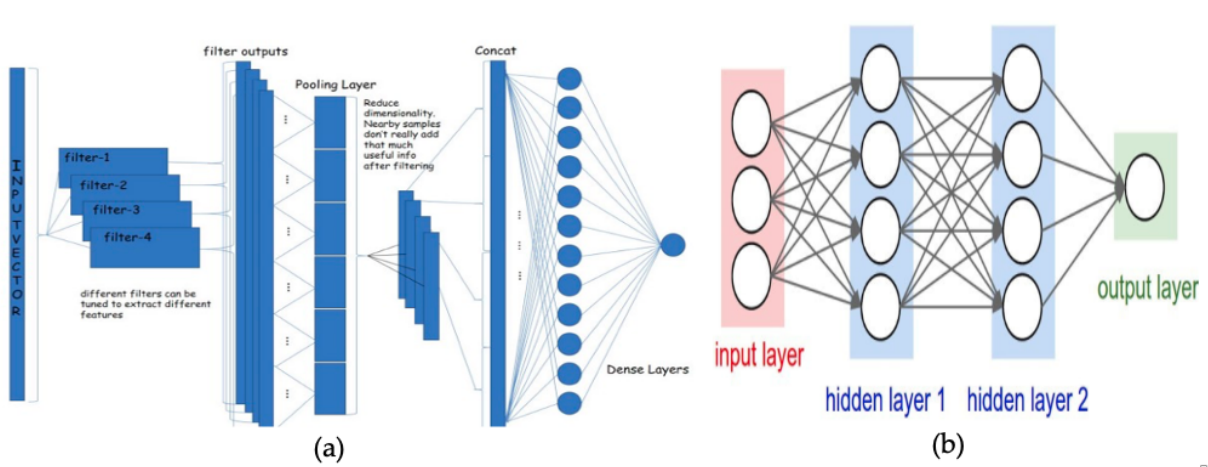 filter outputs
Concat
Pooling Layer
Reduce
dimensionality.
Nearby samples
don't really add
that much
useful info
after filtering
INPUTVECTOR
filter-1
filter-2
filter-3
filter-4
different filters can be
tuned to extract different
features
Dense Layers
(a)
input layer
hidden layer 1
hidden layer 2
output layer
(b)